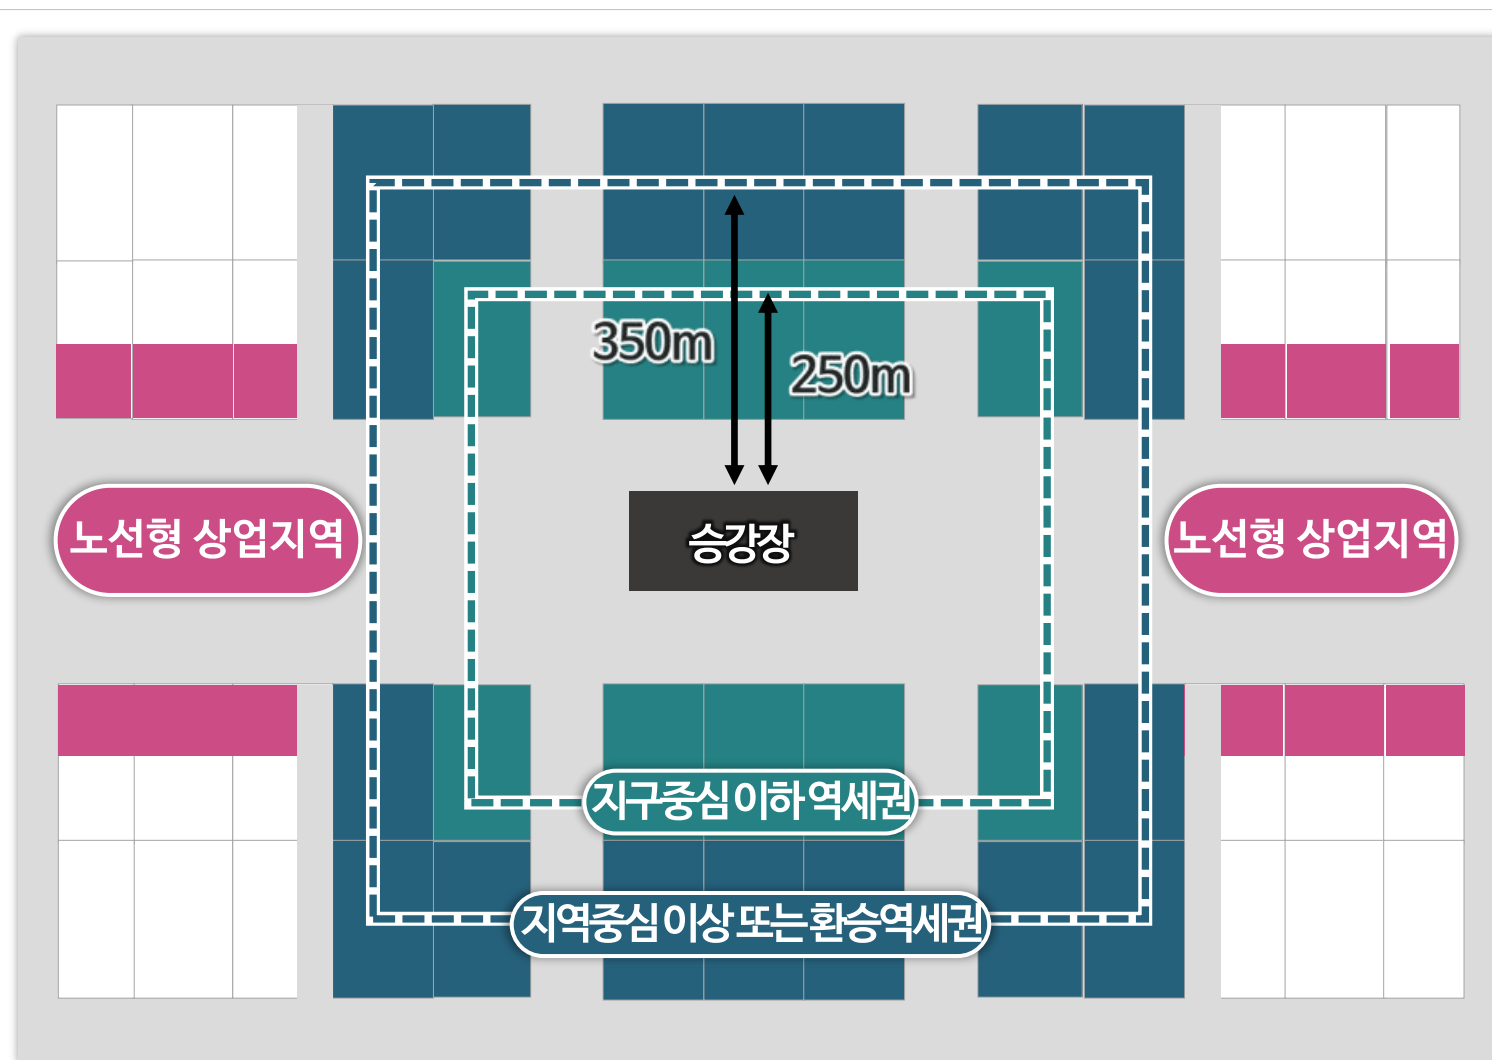 350m
250m
노선형 상업지역
승강장
노선형 상업지역
지구중심 이하 역세권
지역중심 이상 또는 환승역세권